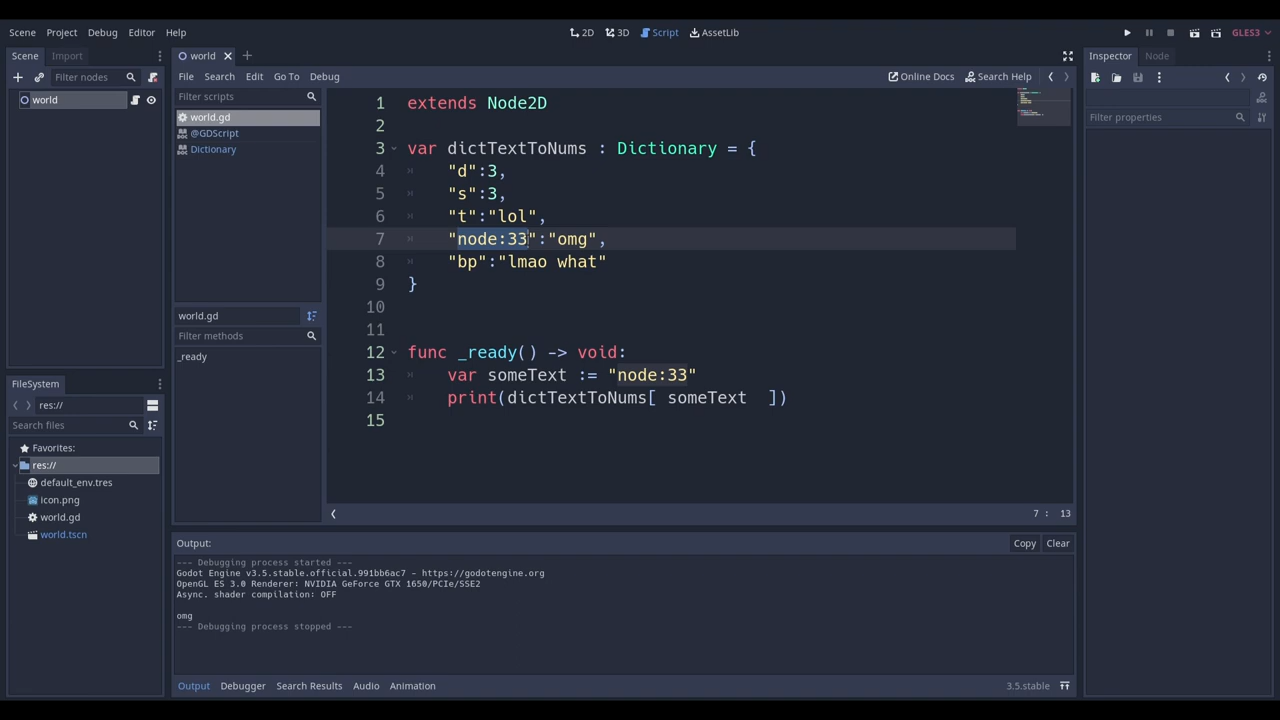 Scene Project Debug Editor Help 2D 3D Script AssetLib GLES3
Scene Import world Inspector Node
Filter nodes File Search Edit Go To Debug Online Docs Search Help
world
Filter scripts
world.gd
@GDScript
Dictionary
world.gd
Filter methods
_ready
1 extends Node2D
2
3 var dictTextToNums : Dictionary = {
4 "d":3,
5 "s":3,
6 "t":"lol",
7 "node:33":"omg",
8 "bp":"lmao what"
9 }
10
11
12 func _ready() -> void:
13 var someText := "node:33"
14 print(dictTextToNums[ someText  ])
15
7 : 13
Filter properties
FileSystem
res://
Search files
Favorites:
res://
default_env.tres
icon.png
world.gd
world.tscn
Output: Copy Clear
--- Debugging process started ---
Godot Engine v3.5.stable.official.991bb6ac7 - https://godotengine.org
OpenGL ES 3.0 Renderer: NVIDIA GeForce GTX 1650/PCIe/SSE2
Async. shader compilation: OFF
omg
--- Debugging process stopped ---
Output Debugger Search Results Audio Animation 3.5.stable